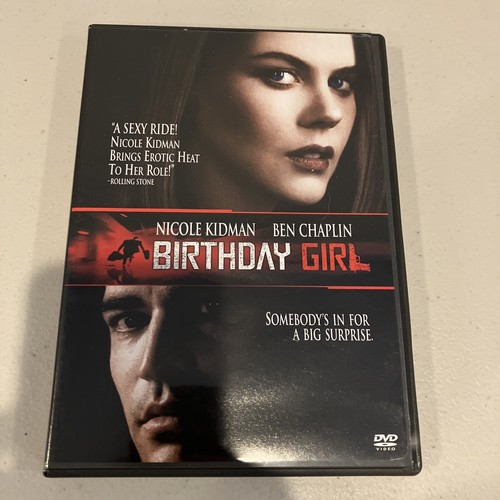 "A SEXY RIDE!
NICOLE KIDMAN
BRINGS EROTIC HEAT
TO HER ROLE!"
-ROLLING STONE
NICOLE KIDMAN BEN CHAPLIN
BIRTHDAY GIRL
SOMEBODY'S IN FOR
A BIG SURPRISE.
DVD
VIDEO